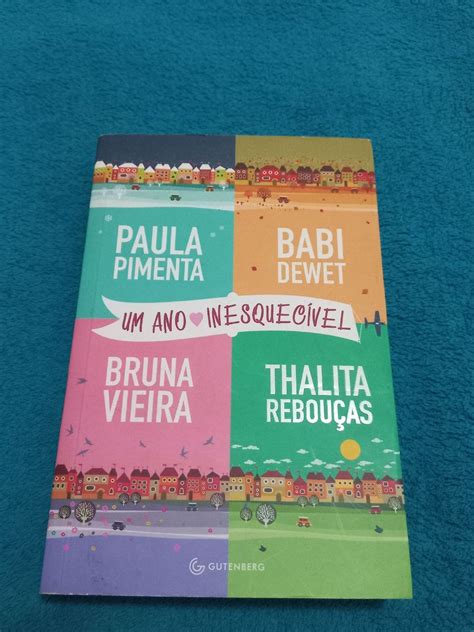 PAULA
PIMENTA
BABI
DEWET
UM ANO INESQUECÍVEL
BRUNA
VIEIRA
THALITA
REBOUÇAS
GUTENBERG